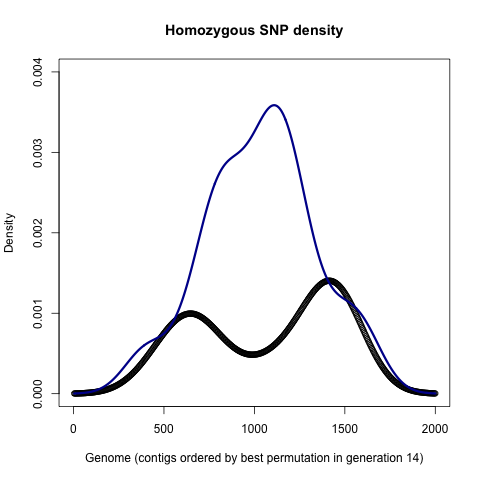 Homozygous SNP density
0.004
0.003
0.002
0.001
0.000
Density
0 500 1000 1500 2000
Genome (contigs ordered by best permutation in generation 14)